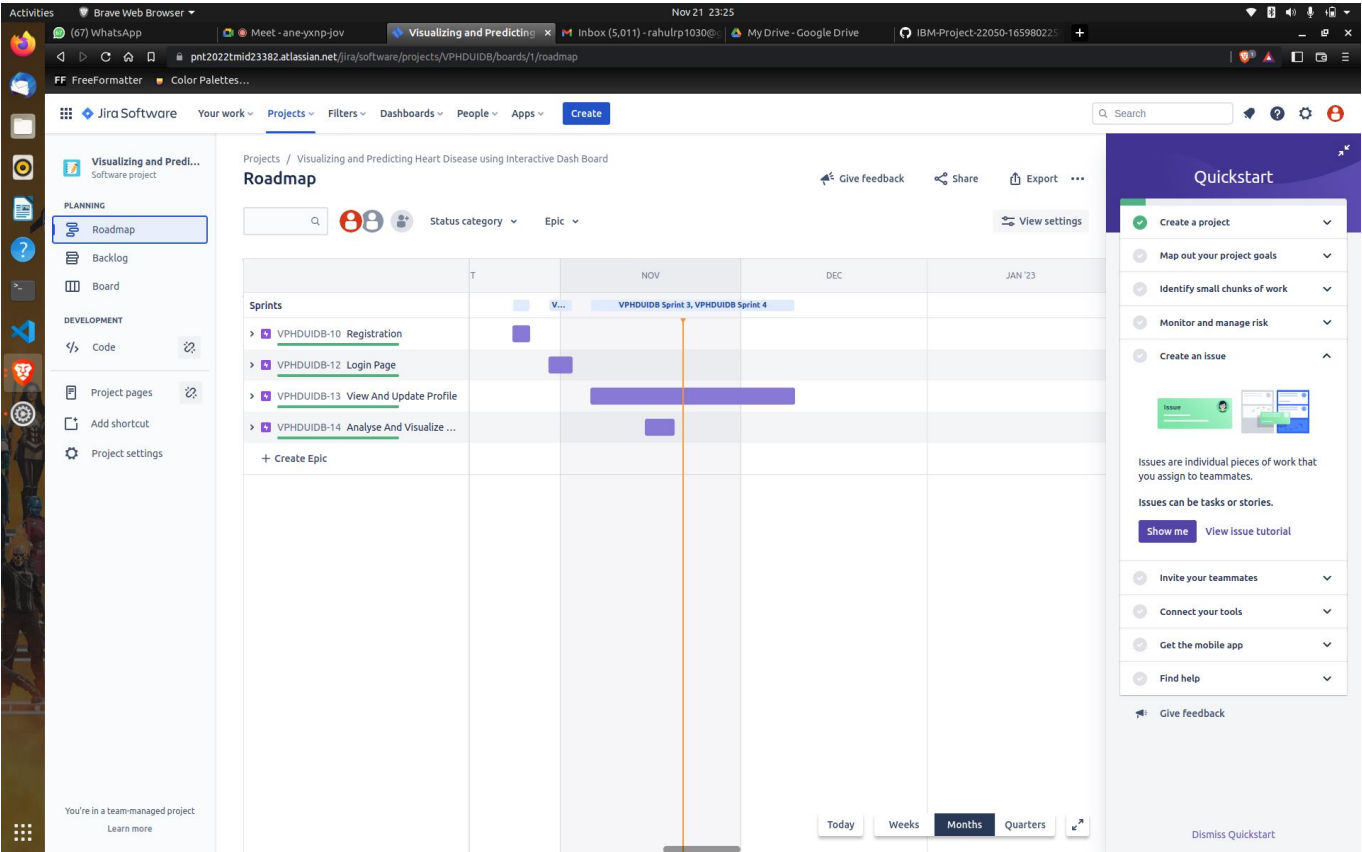 Activities Brave Web Browser Nov 21 23:25
(67) WhatsApp Meet - ane-yxnp-jov Visualizing and Predicting × Inbox (5,011) - rahulrp1030@g My Drive - Google Drive IBM-Project-22050-165980225 +
pnt2022tmid23382.atlassian.net/jira/software/projects/VPHDUIDB/boards/1/roadmap
FF FreeFormatter Color Palettes...
Jira Software Your work Projects Filters Dashboards People Apps Create Search
Visualizing and Predi...
Software project
PLANNING
Roadmap
Backlog
Board
DEVELOPMENT
Code
Project pages
Add shortcut
Project settings
You're in a team-managed project
Learn more
Projects / Visualizing and Predicting Heart Disease using Interactive Dash Board
Roadmap
Give feedback Share Export
Status category Epic View settings
T NOV DEC JAN '23
Sprints V... VPHDUIDB Sprint 3, VPHDUIDB Sprint 4
VPHDUIDB-10 Registration
VPHDUIDB-12 Login Page
VPHDUIDB-13 View And Update Profile
VPHDUIDB-14 Analyse And Visualize ...
+ Create Epic
Today Weeks Months Quarters
Quickstart
Create a project
Map out your project goals
Identify small chunks of work
Monitor and manage risk
Create an issue
Issue
Issues are individual pieces of work that
you assign to teammates.
Issues can be tasks or stories.
Show me View issue tutorial
Invite your teammates
Connect your tools
Get the mobile app
Find help
Give feedback
Dismiss Quickstart